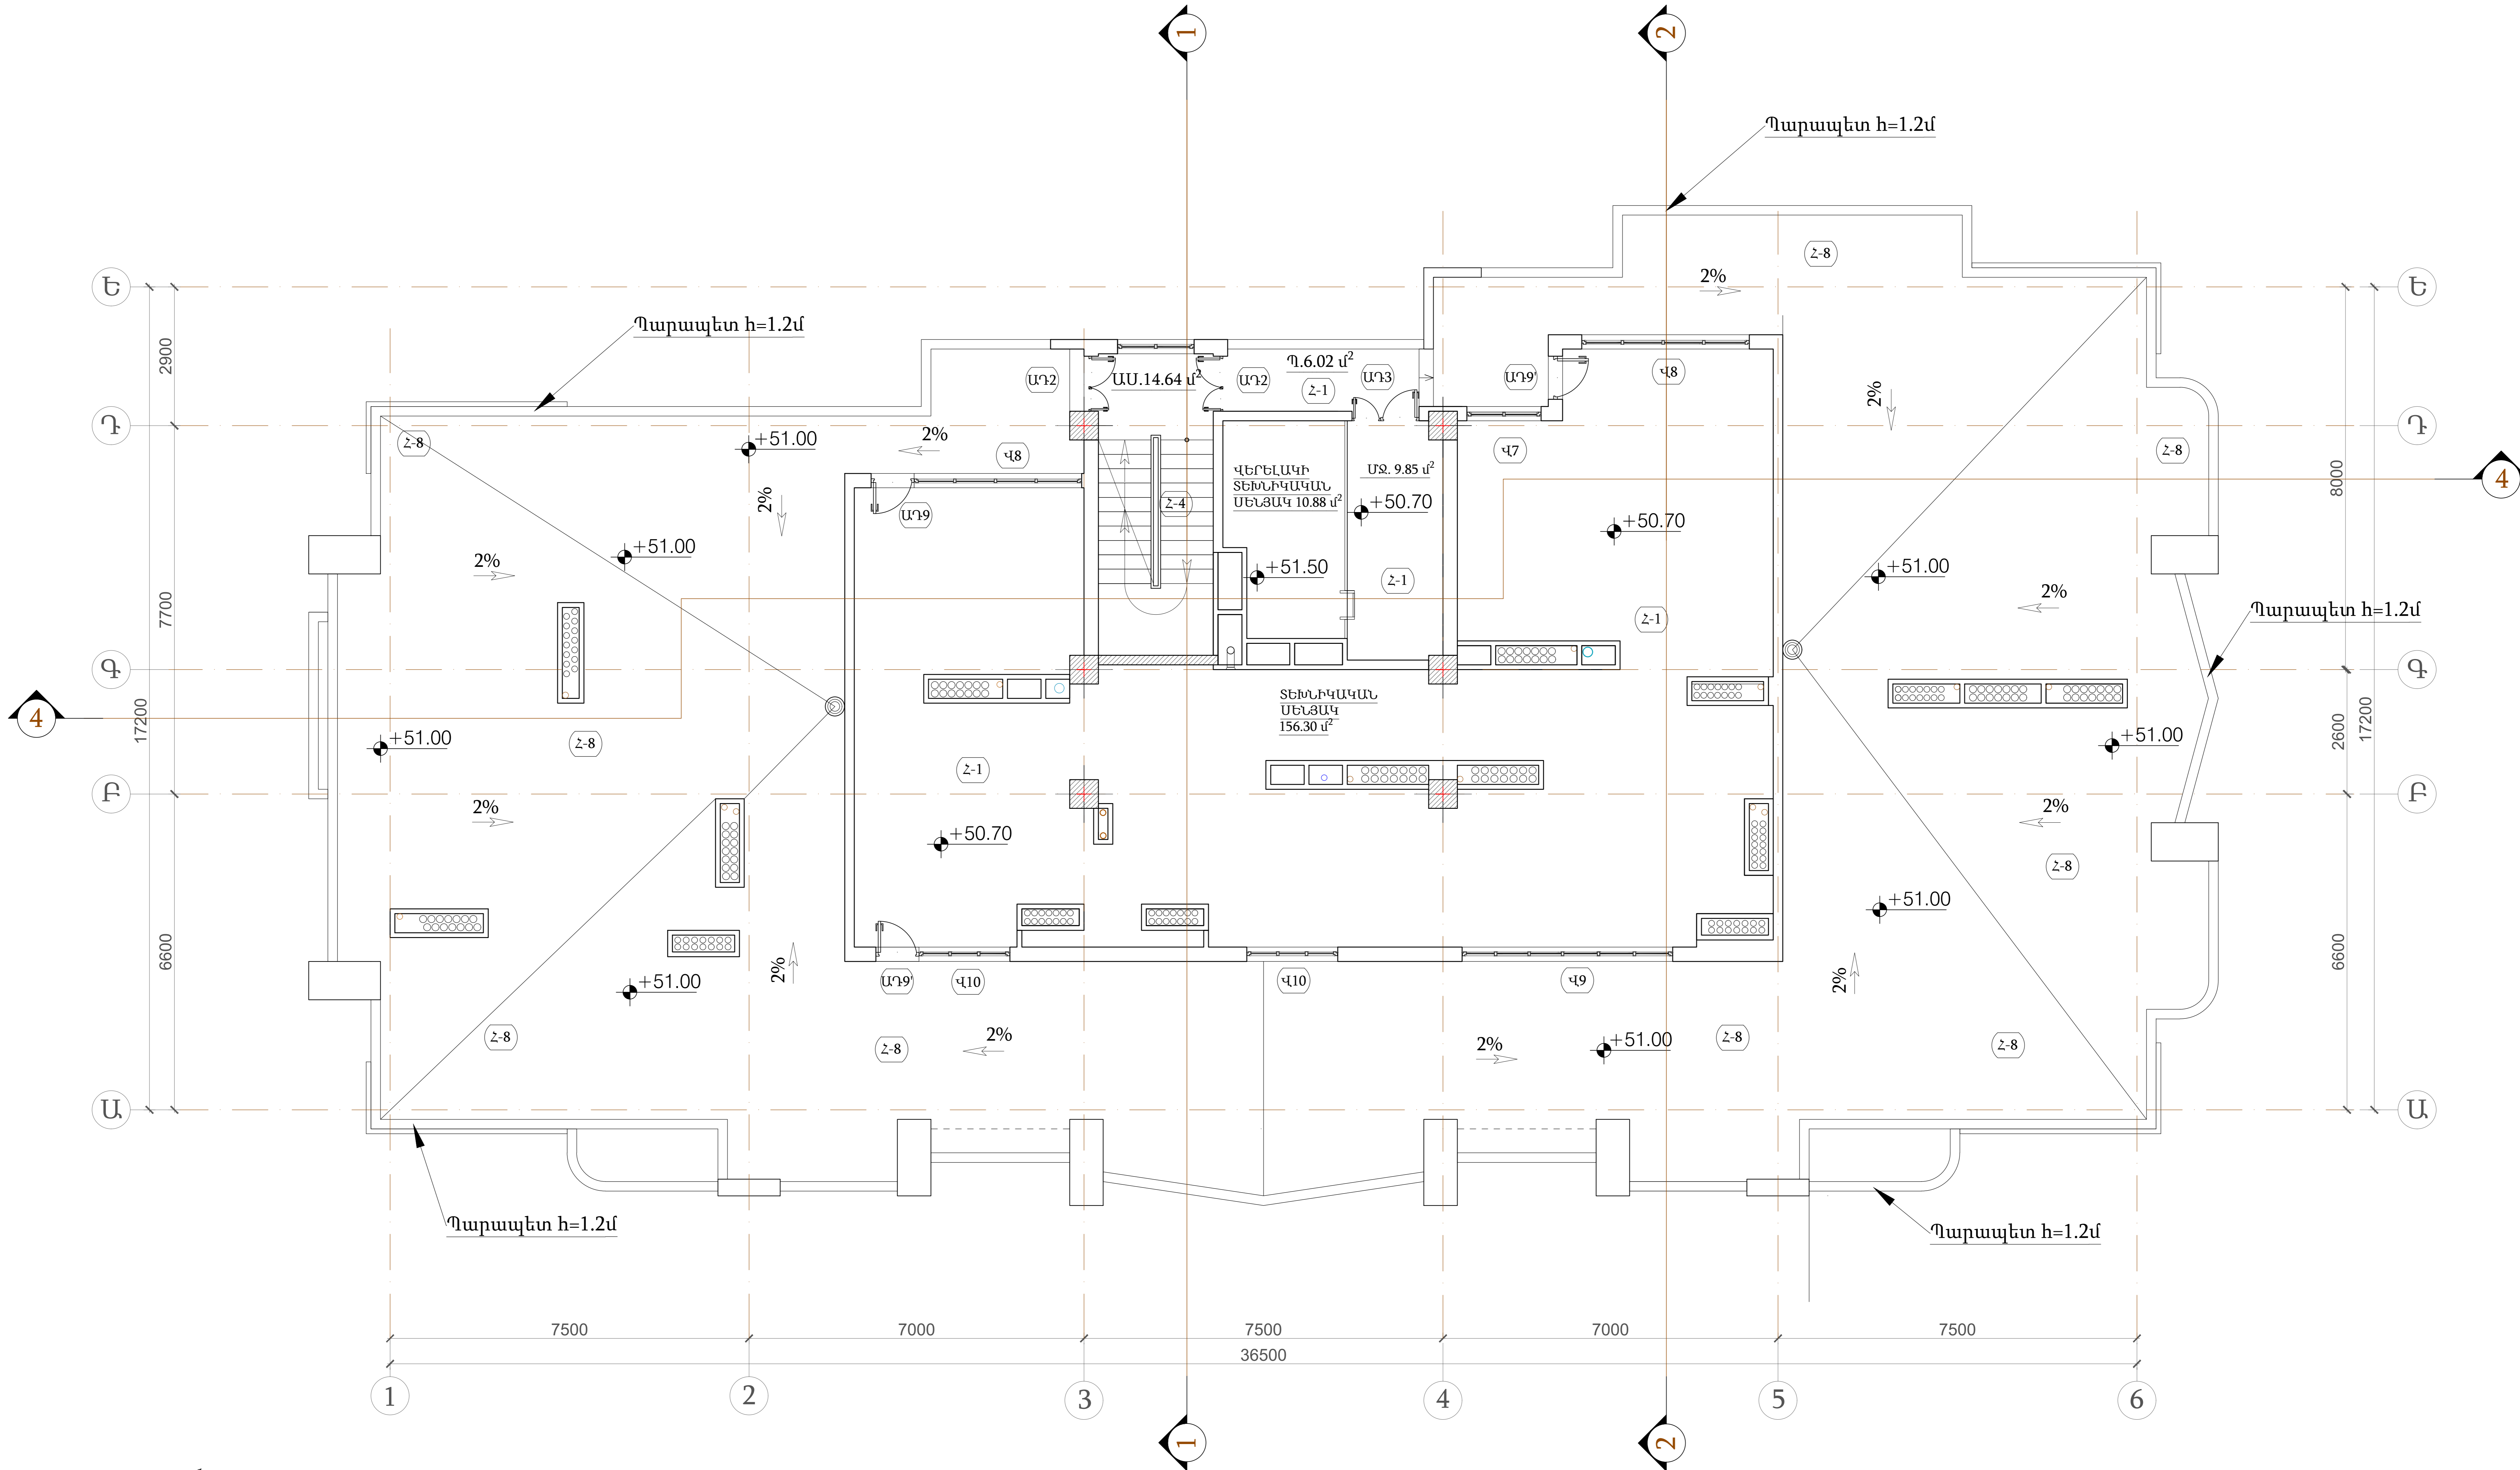 1
2
Պարապետ h=1.2մ
Հ-8
2%
Ե
Ե
Պարապետ h=1.2մ
2900
ԱԴ2
ԱՍ.14.64 մ²
ԱԴ2
Պ.6.02 մ²
Հ-1
ԱԴ3
ԱԴ9'
Վ8
2%
8000
Դ
Դ
Հ-8
+51.00
2%
Վ8
Վ7
Հ-8
2%
ԱԴ9
Հ-4
ՎԵՐԵԼԱԿԻ
ՏԵԽՆԻԿԱԿԱՆ
ՍԵՆՅԱԿ 10.88 մ²
ՄՋ. 9.85 մ²
+50.70
+50.70
4
+51.00
2%
+51.50
Հ-1
+51.00
2%
7700
Հ-1
Պարապետ h=1.2մ
Գ
Գ
ՏԵԽՆԻԿԱԿԱՆ
ՍԵՆՅԱԿ
156.30 մ²
4
17200
+51.00
Հ-8
Հ-1
+51.00
2600
17200
Բ
Բ
2%
2%
+50.70
Հ-8
+51.00
6600
6600
2%
+51.00
ԱԴ9'
Վ10
Վ10
Վ9
2%
Հ-8
Հ-8
2%
2%
+51.00
Հ-8
Հ-8
Ա
Ա
Պարապետ h=1.2մ
Պարապետ h=1.2մ
7500
7000
7500
7000
7500
36500
1
2
3
4
5
6
1
2